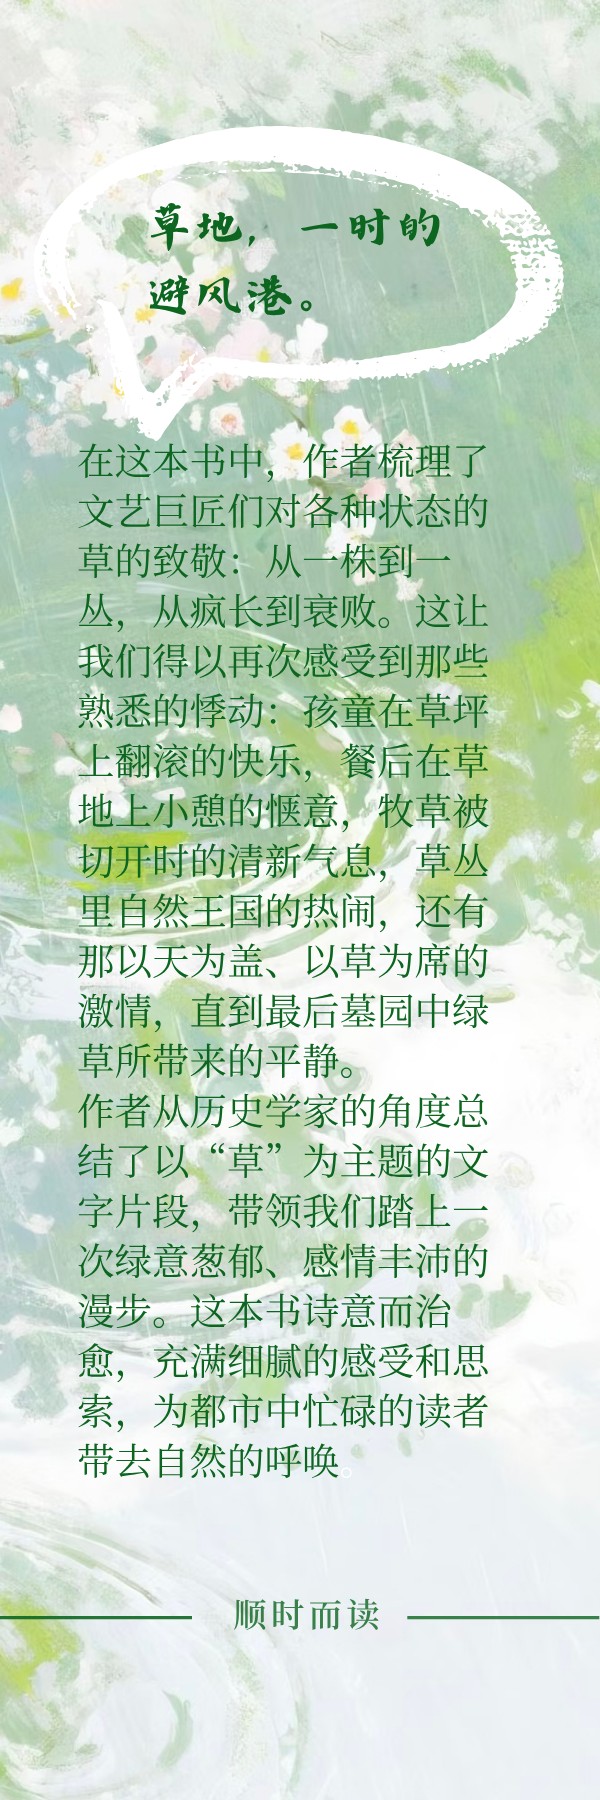 草地，一时的
避风港。
在这本书中，作者梳理了
文艺巨匠们对各种状态的
草的致敬：从一株到一
丛，从疯长到衰败。这让
我们得以再次感受到那些
熟悉的悸动：孩童在草坪
上翻滚的快乐，餐后在草
地上小憩的惬意，牧草被
切开时的清新气息，草丛
里自然王国的热闹，还有
那以天为盖、以草为席的
激情，直到最后墓园中绿
草所带来的平静。
作者从历史学家的角度总
结了以“草”为主题的文
字片段，带领我们踏上一
次绿意葱郁、感情丰沛的
漫步。这本书诗意而治
愈，充满细腻的感受和思
索，为都市中忙碌的读者
带去自然的呼唤。
顺时而读